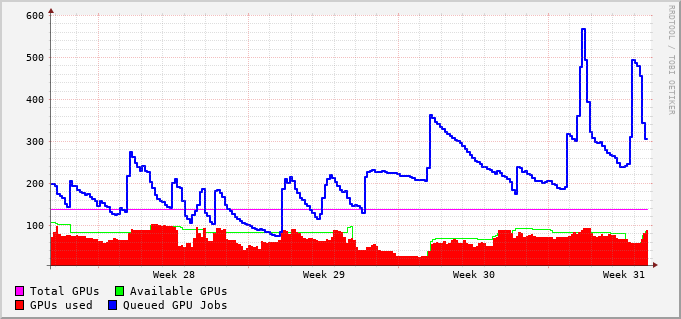 600
500
400
300
200
100
Week 28 Week 29 Week 30 Week 31
Total GPUs Available GPUs
GPUs used Queued GPU Jobs
RRDTOOL / TOBI OETIKER